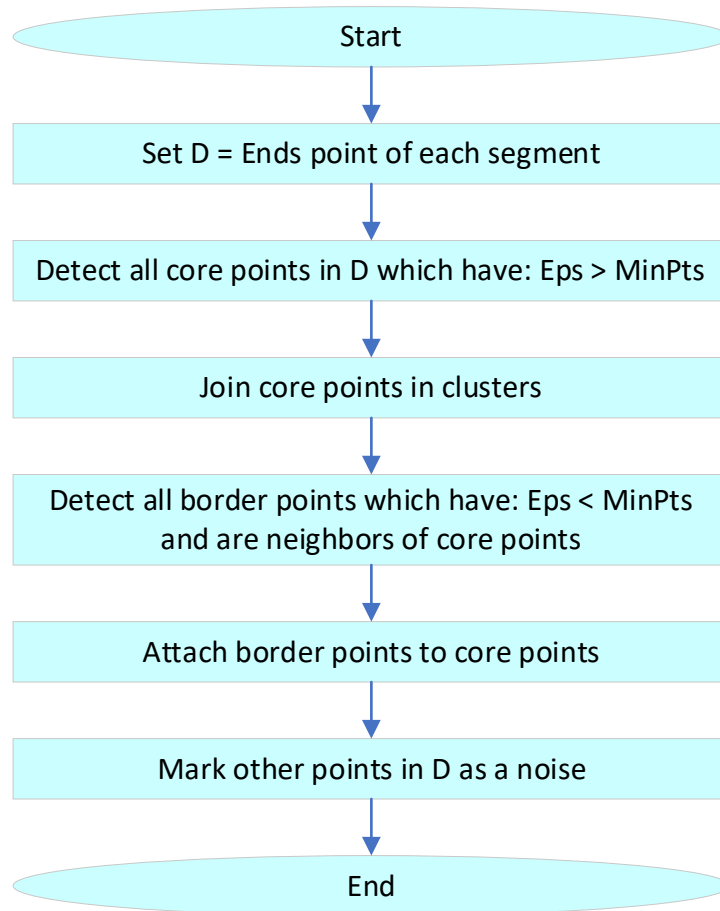 Start
Set D = Ends point of each segment
Detect all core points in D which have: Eps > MinPts
Join core points in clusters
Detect all border points which have: Eps < MinPts
and are neighbors of core points
Attach border points to core points
Mark other points in D as a noise
End